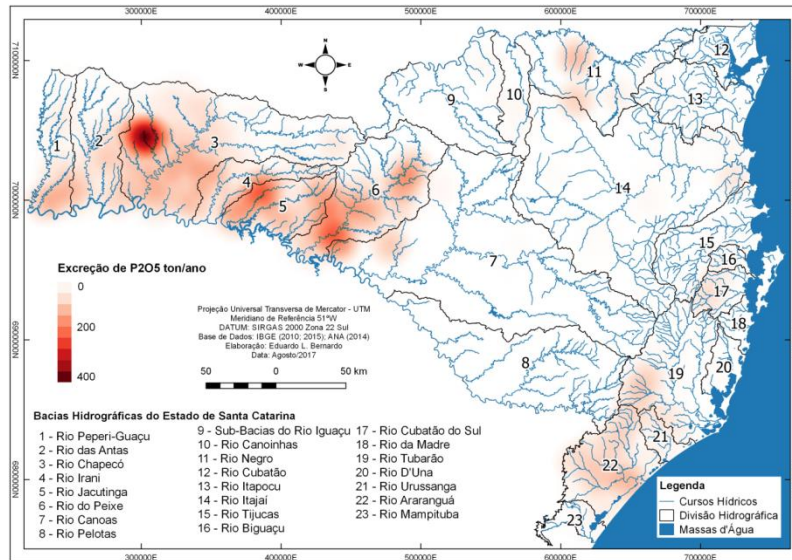 300000E 400000E 500000E 600000E 700000E
7100000N
7000000N
6900000N
6800000N
N
W E
S
1
2
3
4
5
6
7
8
9
10
11
12
13
14
15
16
17
18
19
20
21
22
23
Excreção de P2O5 ton/ano
0
200
400
Projeção Universal Transversa de Mercator - UTM
Meridiano de Referência 51°W
DATUM: SIRGAS 2000 Zona 22 Sul
Base de Dados: IBGE (2010; 2015); ANA (2014)
Elaboração: Eduardo L. Bernardo
Data: Agosto/2017
50 0 50 km
Bacias Hidrográficas do Estado de Santa Catarina
1 - Rio Peperi-Guaçu
2 - Rio das Antas
3 - Rio Chapecó
4 - Rio Irani
5 - Rio Jacutinga
6 - Rio do Peixe
7 - Rio Canoas
8 - Rio Pelotas
9 - Sub-Bacias do Rio Iguaçu
10 - Rio Canoinhas
11 - Rio Negro
12 - Rio Cubatão
13 - Rio Itapocu
14 - Rio Itajaí
15 - Rio Tijucas
16 - Rio Biguaçu
17 - Rio Cubatão do Sul
18 - Rio da Madre
19 - Rio Tubarão
20 - Rio D'Una
21 - Rio Urussanga
22 - Rio Araranguá
23 - Rio Mampituba
Legenda
Cursos Hídricos
Divisão Hidrográfica
Massas d'Água
300000E 400000E 500000E 600000E 700000E